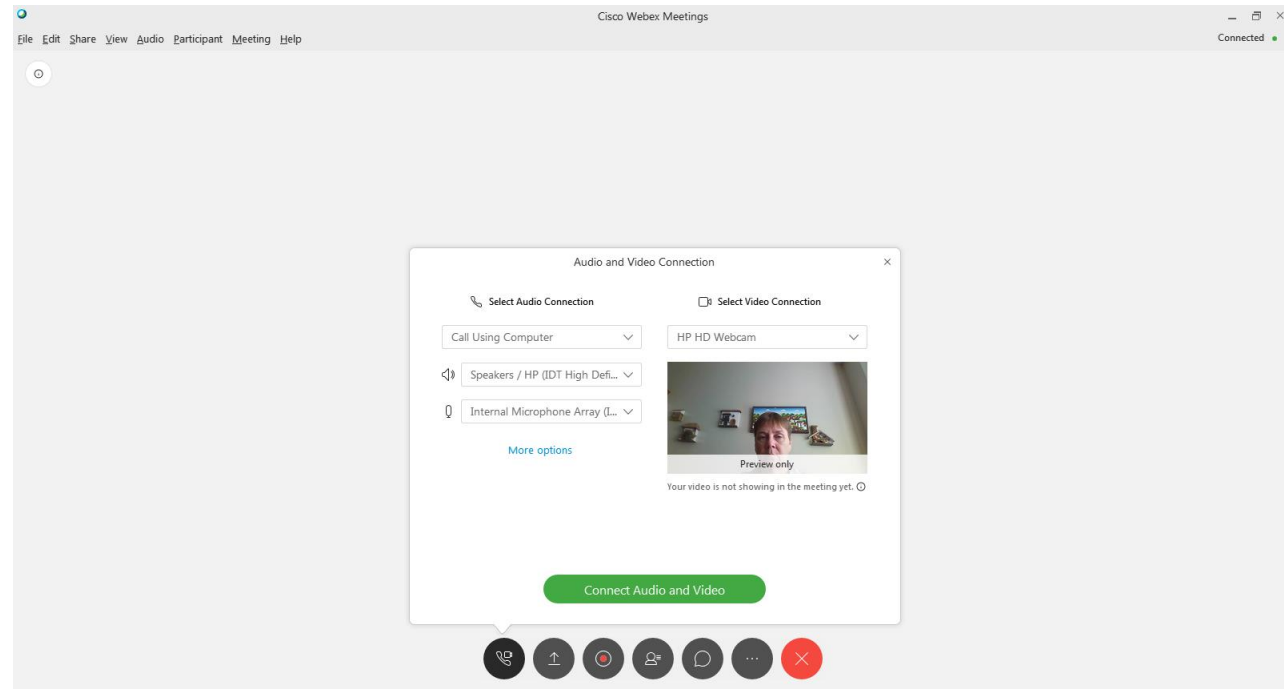 Cisco Webex Meetings
File Edit Share View Audio Participant Meeting Help
Connected
Audio and Video Connection
Select Audio Connection
Select Video Connection
Call Using Computer
HP HD Webcam
Speakers / HP (IDT High Defi...
Internal Microphone Array (I...
More options
Preview only
Your video is not showing in the meeting yet.
Connect Audio and Video